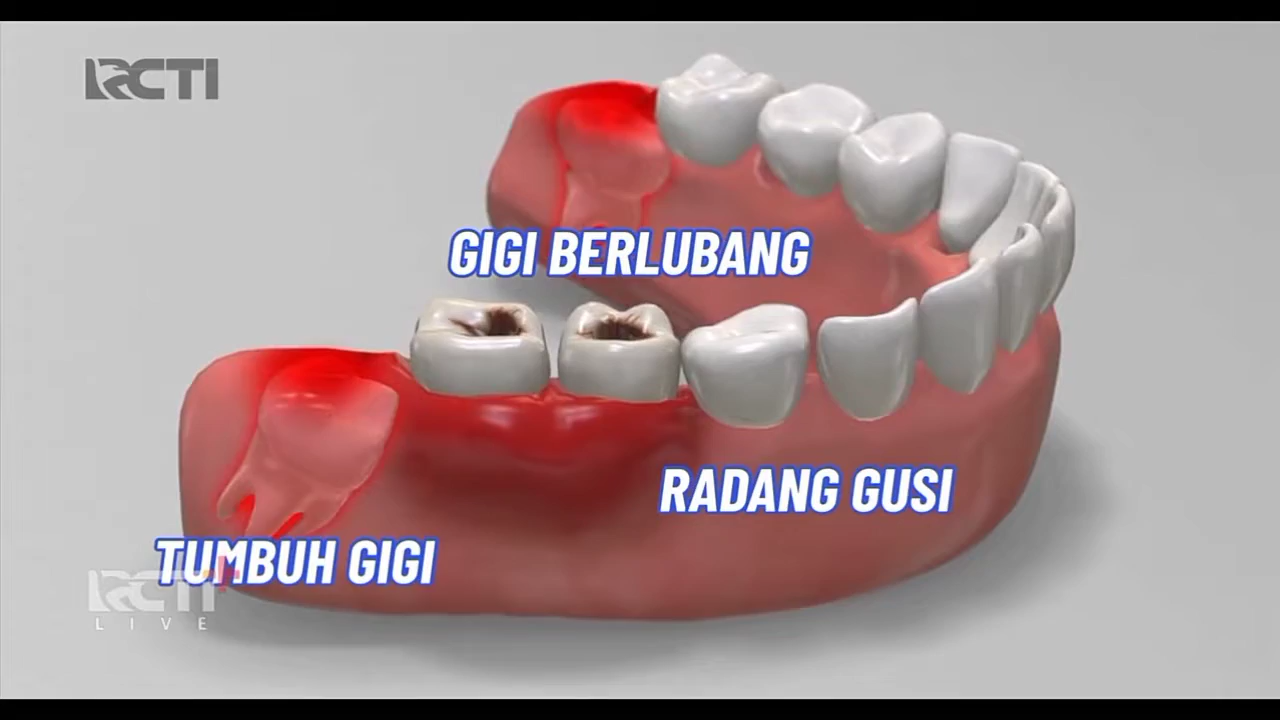 RCTI
GIGI BERLUBANG
RADANG GUSI
TUMBUH GIGI
RCTI+
LIVE